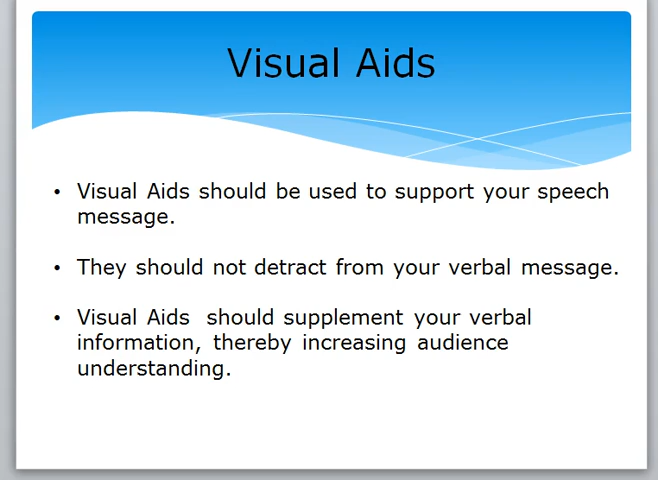 Visual Aids
• Visual Aids should be used to support your speech
message.
• They should not detract from your verbal message.
• Visual Aids  should supplement your verbal
information, thereby increasing audience
understanding.